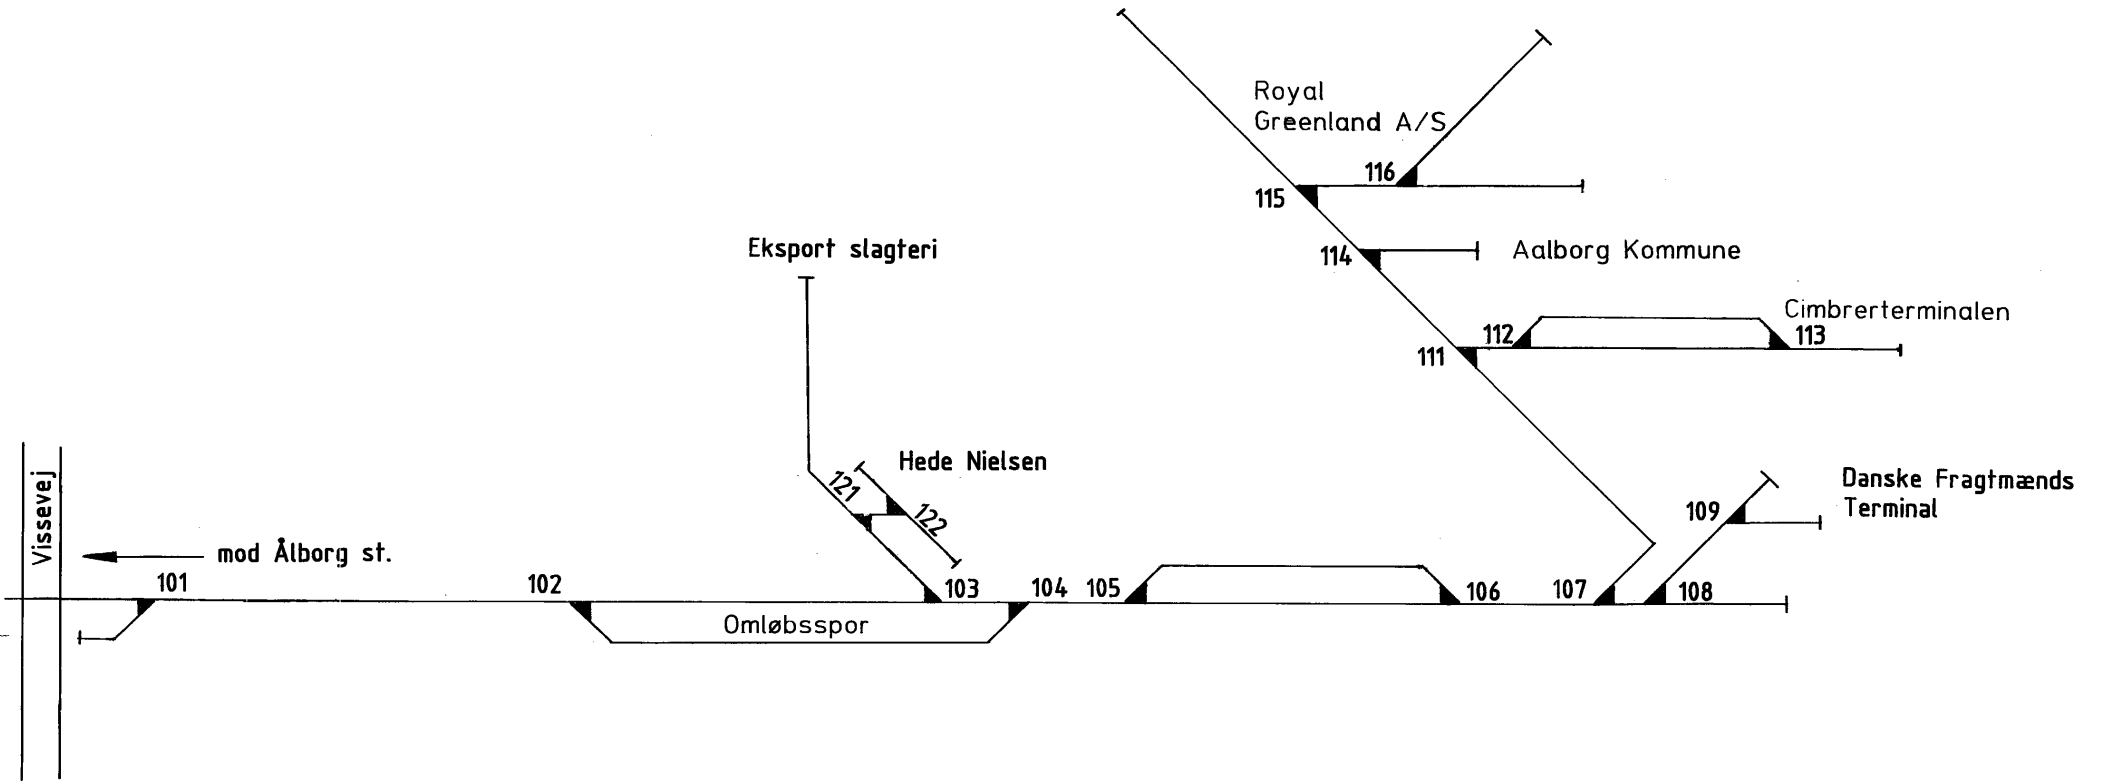 Royal
Greenland A/S
116
115
Eksport slagteri
114
Aalborg Kommune
Cimbrerterminalen
112
113
111
Hede Nielsen
121
122
Danske Fragtmænds
Terminal
109
Vissevej
mod Ålborg st.
101
102
103
104
105
106
107
108
Omløbsspor